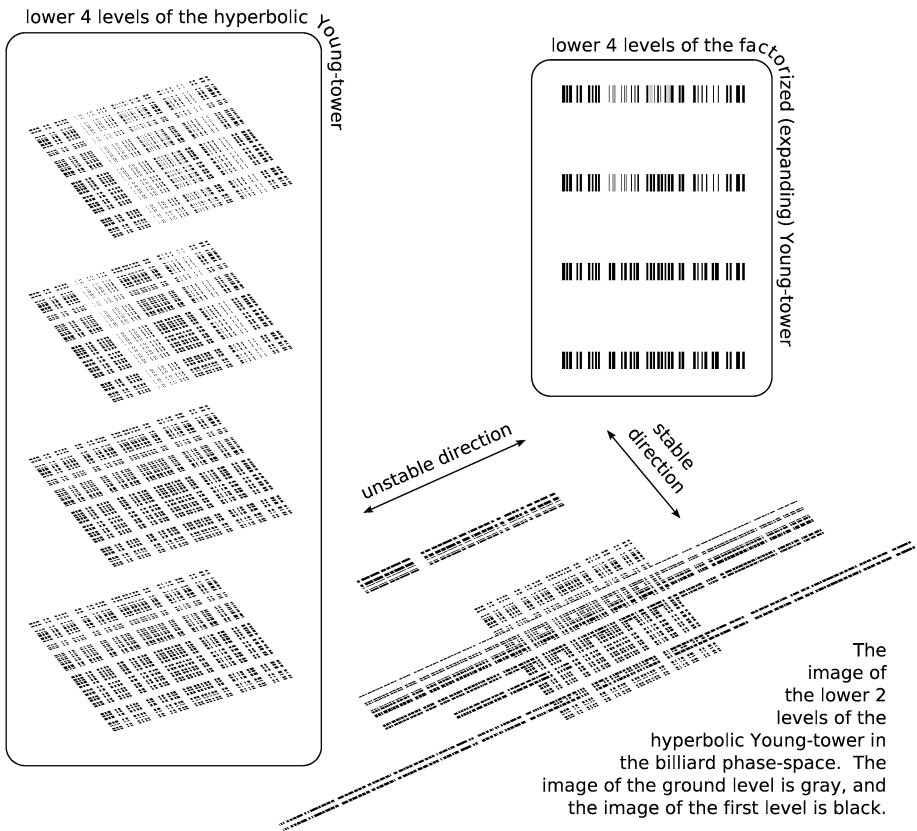 lower 4 levels of the hyperbolic Young-tower
lower 4 levels of the factorized (expanding) Young-tower
unstable direction
stable
direction
The
image of
the lower 2
levels of the
hyperbolic Young-tower in
the billiard phase-space. The
image of the ground level is gray, and
the image of the first level is black.